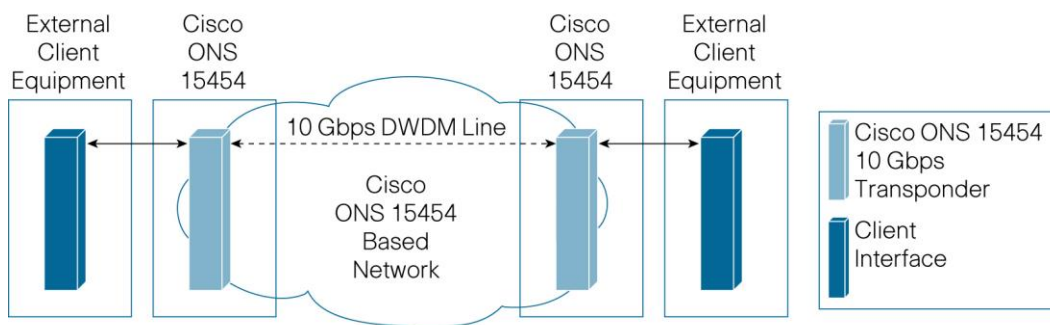 External
Client
Equipment
Cisco
ONS
15454
Cisco
ONS
15454
External
Client
Equipment
10 Gbps DWDM Line
Cisco
ONS 15454
Based
Network
Cisco ONS 15454
10 Gbps
Transponder
Client
Interface